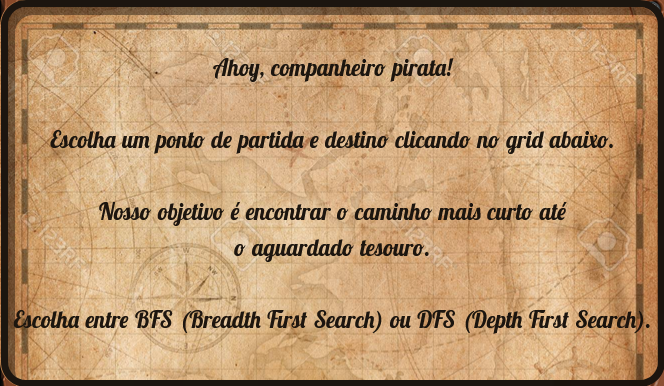 Ahoy, companheiro pirata!
Escolha um ponto de partida e destino clicando no grid abaixo.
Nosso objetivo é encontrar o caminho mais curto até
o aguardado tesouro.
Escolha entre BFS (Breadth First Search) ou DFS (Depth First Search).